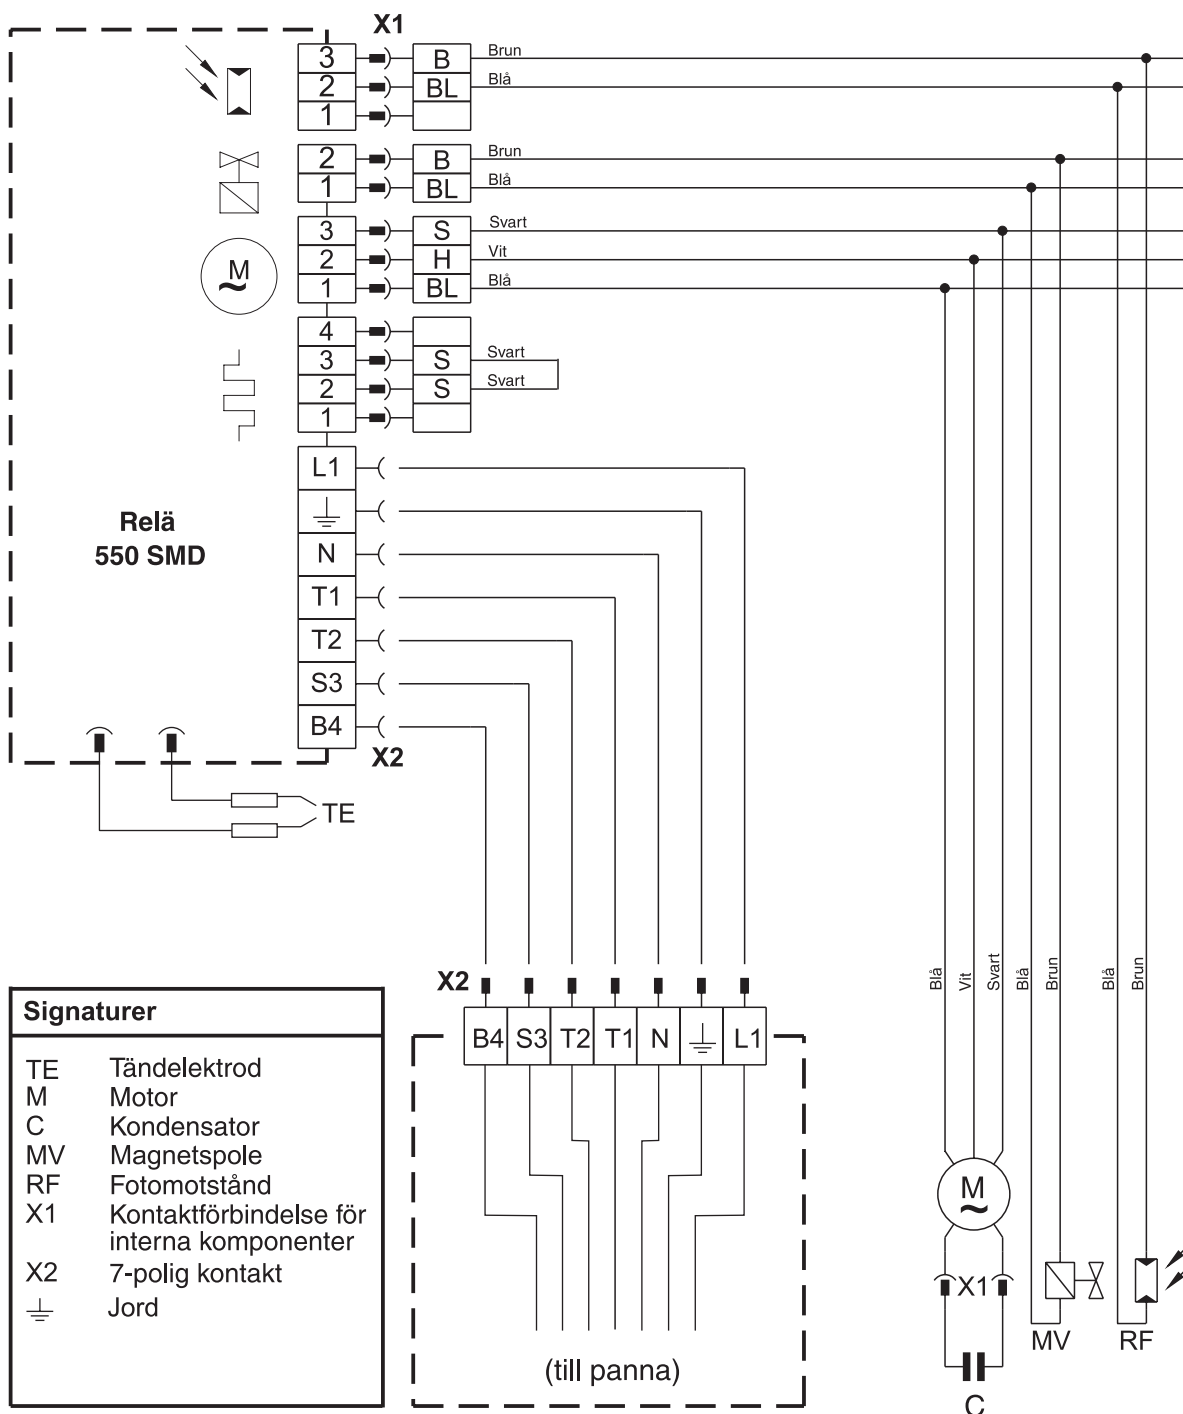 X1
3 B Brun
2 BL Blå
1
2 B Brun
1 BL Blå
3 S Svart
M 2 H Vit
~ 1 BL Blå
4
3 S Svart
2 S Svart
1
L1
Relä
550 SMD
N
T1
T2
S3
B4
X2
TE
Blå Vit Svart Blå Brun Blå Brun
X2
B4 S3 T2 T1 N L1
Signaturer
TE Tändelektrod
M Motor
C Kondensator
MV Magnetspole
RF Fotomotstånd
X1 Kontaktförbindelse för
interna komponenter
X2 7-polig kontakt
Jord
(till panna)
M
~
X1
MV
RF
C